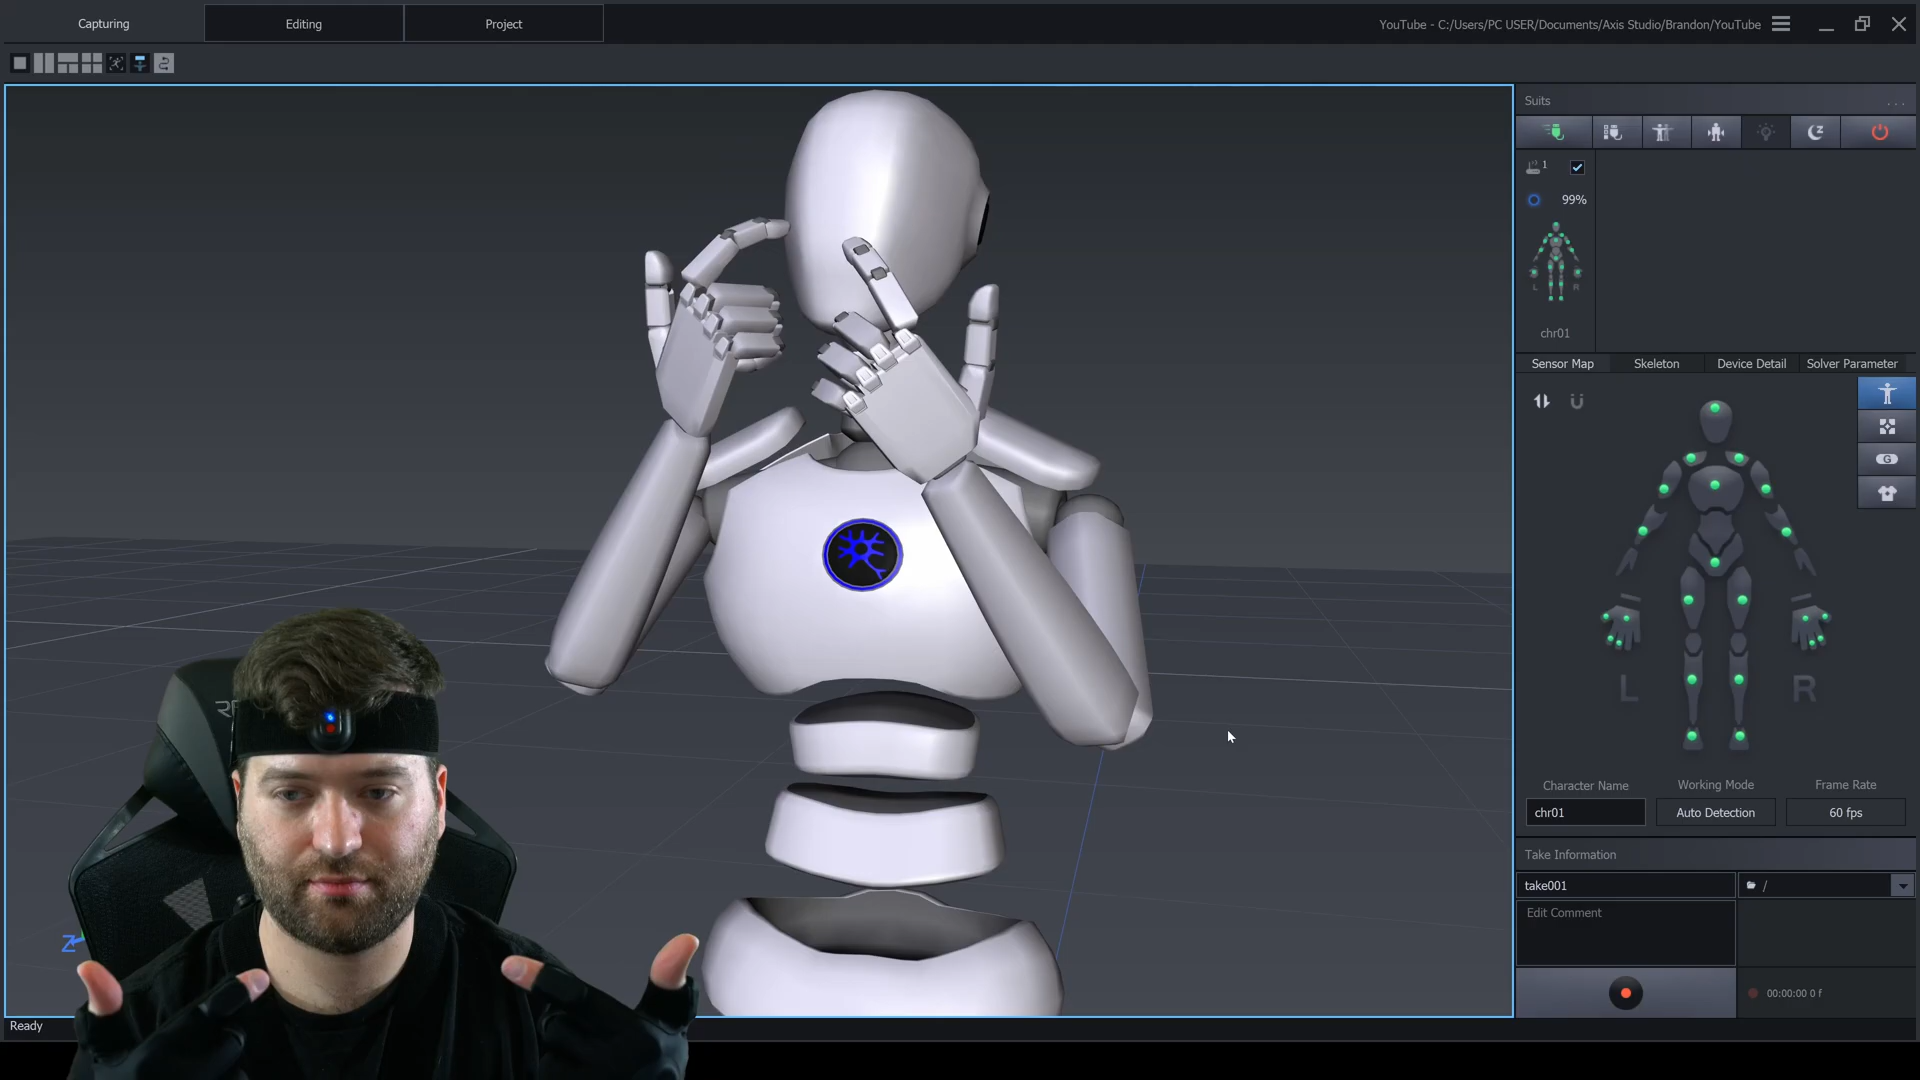 Capturing
Editing
Project
YouTube - C:/Users/PC USER/Documents/Axis Studio/Brandon/YouTube
Suits
...
1
99%
L R
chr01
Sensor Map
Skeleton
Device Detail
Solver Parameter
G
L
R
Character Name
Working Mode
Frame Rate
chr01
Auto Detection
60 fps
Take Information
take001
/
Edit Comment
00:00:00 0 f
Z
Ready